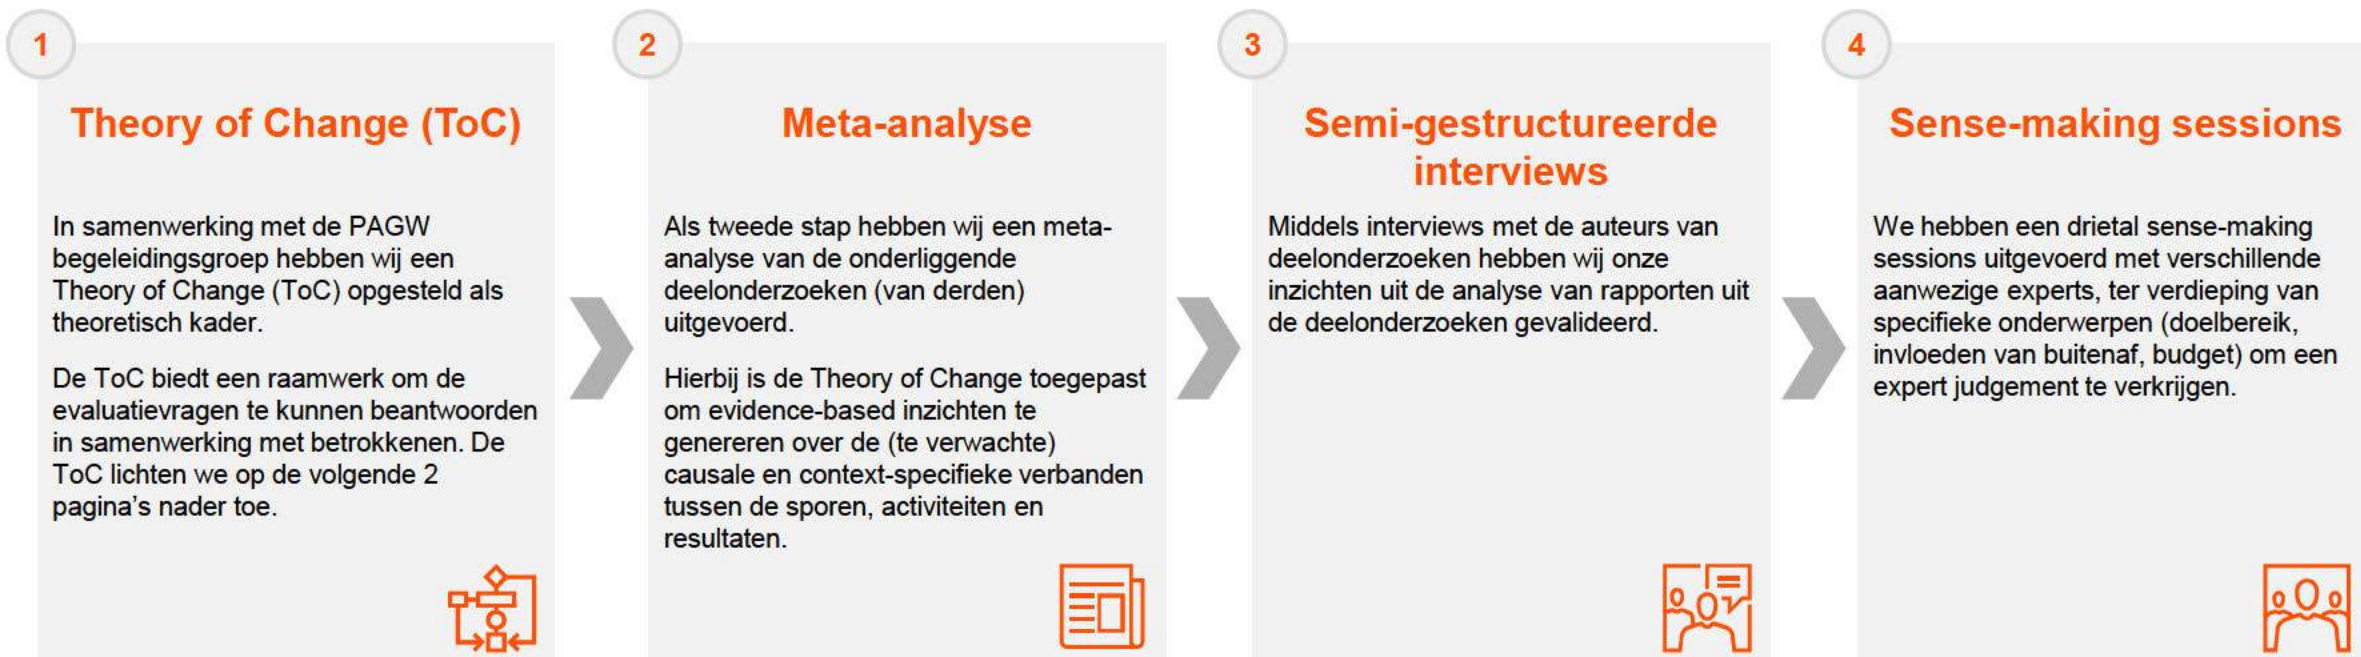 1
Theory of Change (ToC)
In samenwerking met de PAGW
begeleidingsgroep hebben wij een
Theory of Change (ToC) opgesteld als
theoretisch kader.
De ToC biedt een raamwerk om de
evaluatievragen te kunnen beantwoorden
in samenwerking met betrokkenen. De
ToC lichten we op de volgende 2
pagina's nader toe.
2
Meta-analyse
Als tweede stap hebben wij een meta-
analyse van de onderliggende
deelonderzoeken (van derden)
uitgevoerd.
Hierbij is de Theory of Change toegepast
om evidence-based inzichten te
genereren over de (te verwachte)
causale en context-specifieke verbanden
tussen de sporen, activiteiten en
resultaten.
3
Semi-gestructureerde
interviews
Middels interviews met de auteurs van
deelonderzoeken hebben wij onze
inzichten uit de analyse van rapporten uit
de deelonderzoeken gevalideerd.
4
Sense-making sessions
We hebben een drietal sense-making
sessions uitgevoerd met verschillende
aanwezige experts, ter verdieping van
specifieke onderwerpen (doelbereik,
invloeden van buitenaf, budget) om een
expert judgement te verkrijgen.